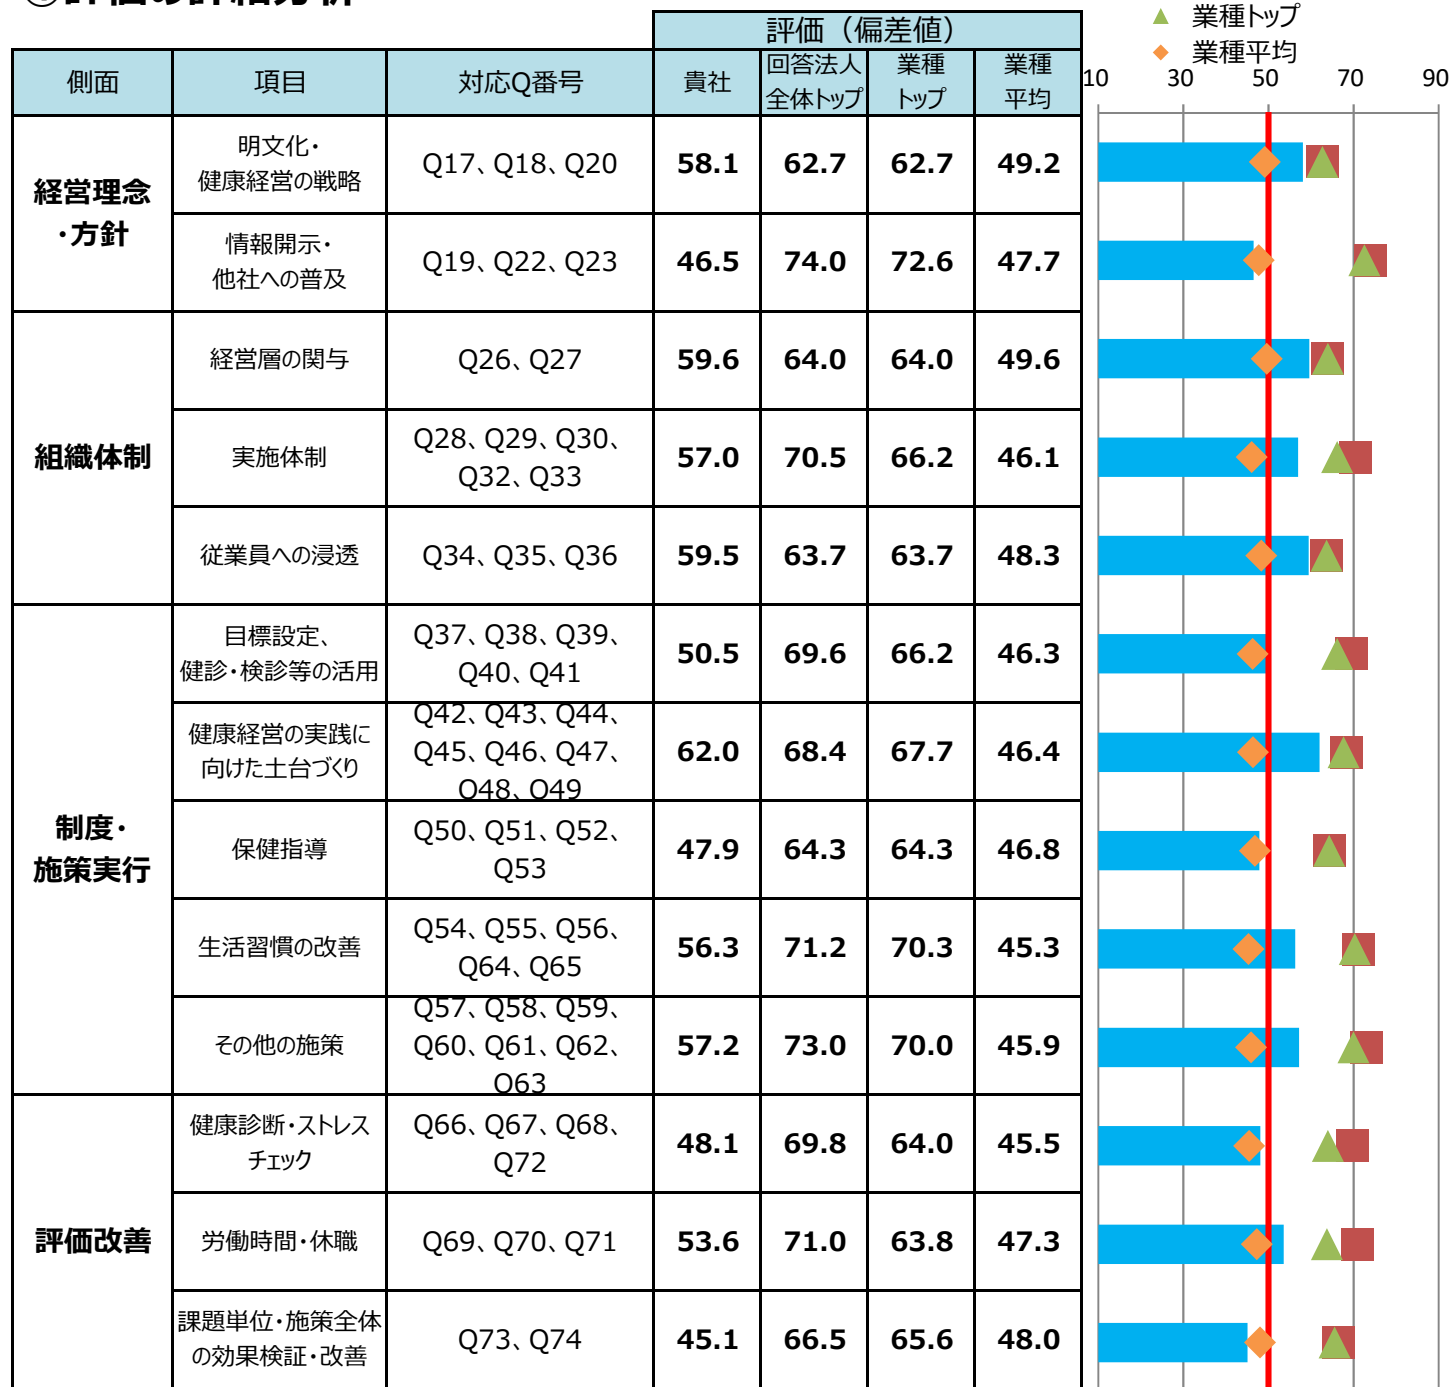 ①評価の詳細分析
評価（偏差値）
側面 項目 対応Q番号 貴社 回答法人全体トップ 業種トップ 業種平均
▲ 業種トップ
◆ 業種平均
10 30 50 70 90
経営理念
・方針
明文化・
健康経営の戦略
Q17、Q18、Q20 58.1 62.7 62.7 49.2
情報開示・
他社への普及
Q19、Q22、Q23 46.5 74.0 72.6 47.7
組織体制
経営層の関与 Q26、Q27 59.6 64.0 64.0 49.6
実施体制
Q28、Q29、Q30、
Q32、Q33
57.0 70.5 66.2 46.1
従業員への浸透 Q34、Q35、Q36 59.5 63.7 63.7 48.3
制度・
施策実行
目標設定、
健診・検診等の活用
Q37、Q38、Q39、
Q40、Q41
50.5 69.6 66.2 46.3
健康経営の実践に
向けた土台づくり
Q42、Q43、Q44、
Q45、Q46、Q47、
Q48、Q49
62.0 68.4 67.7 46.4
保健指導
Q50、Q51、Q52、
Q53
47.9 64.3 64.3 46.8
生活習慣の改善
Q54、Q55、Q56、
Q64、Q65
56.3 71.2 70.3 45.3
その他の施策
Q57、Q58、Q59、
Q60、Q61、Q62、
Q63
57.2 73.0 70.0 45.9
評価改善
健康診断・ストレス
チェック
Q66、Q67、Q68、
Q72
48.1 69.8 64.0 45.5
労働時間・休職 Q69、Q70、Q71 53.6 71.0 63.8 47.3
課題単位・施策全体
の効果検証・改善
Q73、Q74 45.1 66.5 65.6 48.0